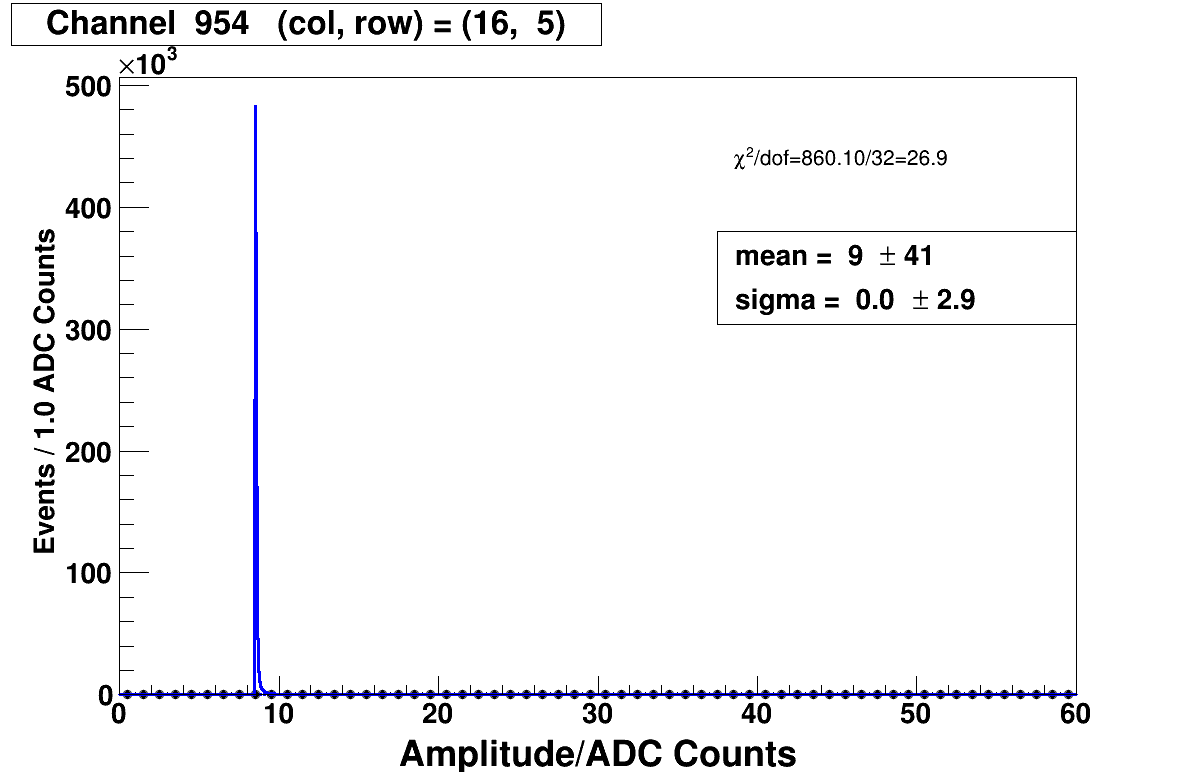 Channel 954 (col, row) = (16, 5)
×10³
500
400
300
200
100
0
Events / 1.0 ADC Counts
χ²/dof=860.10/32=26.9
mean = 9 ± 41
sigma = 0.0 ± 2.9
0 10 20 30 40 50 60
Amplitude/ADC Counts